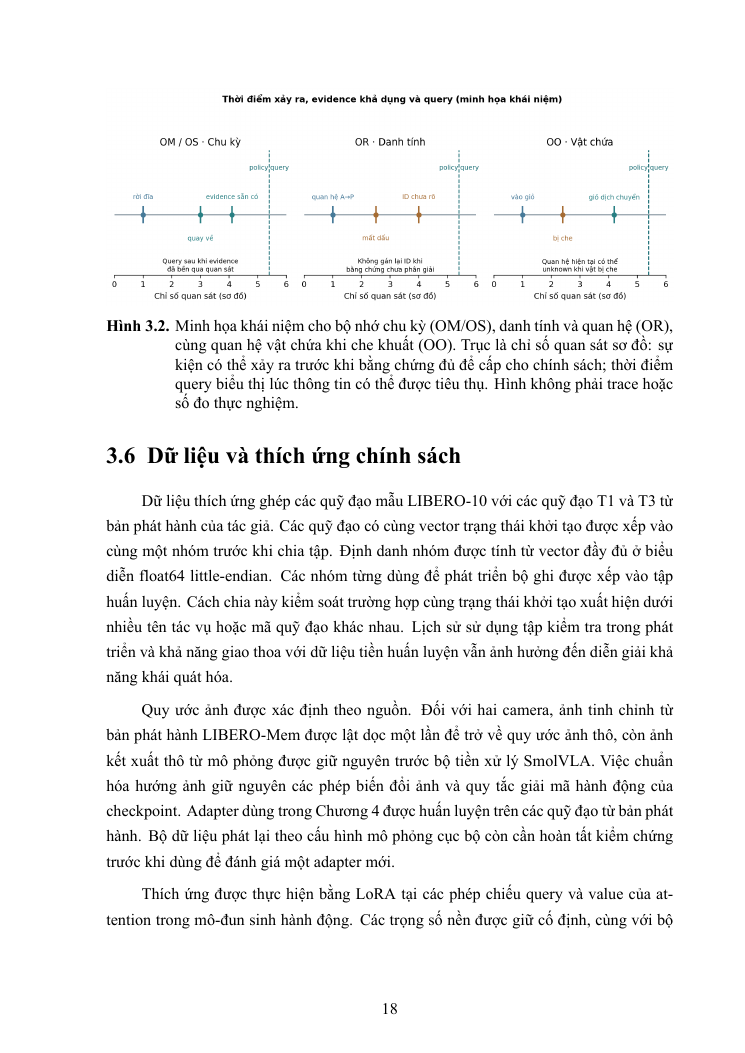 Thời điểm xảy ra, evidence khả dụng và query (minh họa khái niệm)
OM / OS · Chu kỳ
policy query
rời đĩa
evidence sẵn có
quay về
Query sau khi evidence
đã bền qua quan sát
0 1 2 3 4 5 6
Chỉ số quan sát (sơ đồ)
OR · Danh tính
policy query
quan hệ A→P
ID chưa rõ
mất dấu
Không gán lại ID khi
bằng chứng chưa phân giải
0 1 2 3 4 5 6
Chỉ số quan sát (sơ đồ)
OO · Vật chứa
policy query
vào giỏ
giỏ dịch chuyển
bị che
Quan hệ hiện tại có thể
unknown khi vật bị che
0 1 2 3 4 5 6
Chỉ số quan sát (sơ đồ)
Hình 3.2. Minh họa khái niệm cho bộ nhớ chu kỳ (OM/OS), danh tính và quan hệ (OR),
cùng quan hệ vật chứa khi che khuất (OO). Trục là chỉ số quan sát sơ đồ: sự
kiện có thể xảy ra trước khi bằng chứng đủ để cấp cho chính sách; thời điểm
query biểu thị lúc thông tin có thể được tiêu thụ. Hình không phải trace hoặc
số đo thực nghiệm.
3.6 Dữ liệu và thích ứng chính sách
Dữ liệu thích ứng ghép các quỹ đạo mẫu LIBERO-10 với các quỹ đạo T1 và T3 từ
bản phát hành của tác giả. Các quỹ đạo có cùng vector trạng thái khởi tạo được xếp vào
cùng một nhóm trước khi chia tập. Định danh nhóm được tính từ vector đầy đủ ở biểu
diễn float64 little-endian. Các nhóm từng dùng để phát triển bộ ghi được xếp vào tập
huấn luyện. Cách chia này kiểm soát trường hợp cùng trạng thái khởi tạo xuất hiện dưới
nhiều tên tác vụ hoặc mã quỹ đạo khác nhau. Lịch sử sử dụng tập kiểm tra trong phát
triển và khả năng giao thoa với dữ liệu tiền huấn luyện vẫn ảnh hưởng đến diễn giải khả
năng khái quát hóa.
Quy ước ảnh được xác định theo nguồn. Đối với hai camera, ảnh tinh chỉnh từ
bản phát hành LIBERO-Mem được lật dọc một lần để trở về quy ước ảnh thô, còn ảnh
kết xuất thô từ mô phỏng được giữ nguyên trước bộ tiền xử lý SmolVLA. Việc chuẩn
hóa hướng ảnh giữ nguyên các phép biến đổi ảnh và quy tắc giải mã hành động của
checkpoint. Adapter dùng trong Chương 4 được huấn luyện trên các quỹ đạo từ bản phát
hành. Bộ dữ liệu phát lại theo cấu hình mô phỏng cục bộ còn cần hoàn tất kiểm chứng
trước khi dùng để đánh giá một adapter mới.
Thích ứng được thực hiện bằng LoRA tại các phép chiếu query và value của at-
tention trong mô-đun sinh hành động. Các trọng số nền được giữ cố định, cùng với bộ
18